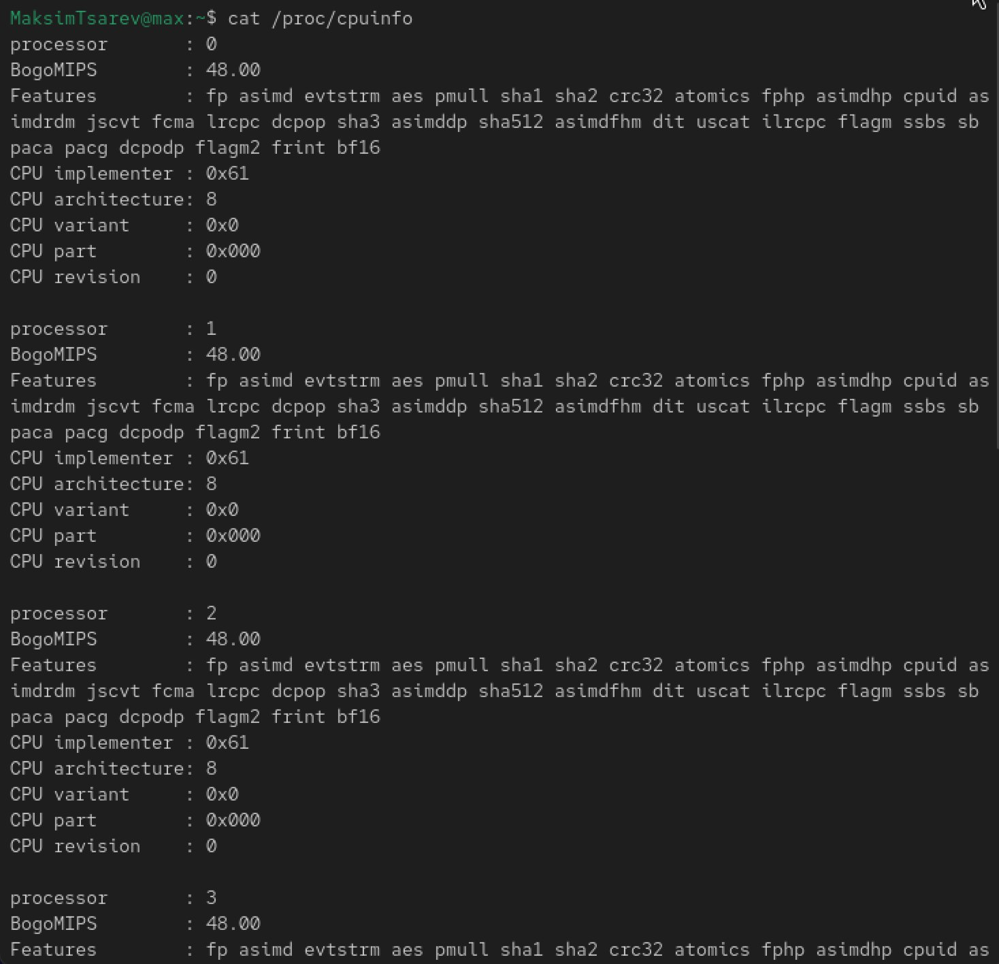 MaksimTsarev@max:~$ cat /proc/cpuinfo
processor       : 0
BogoMIPS        : 48.00
Features        : fp asimd evtstrm aes pmull sha1 sha2 crc32 atomics fphp asimdhp cpuid as
imdrdm jscvt fcma lrcpc dcpop sha3 asimddp sha512 asimdfhm dit uscat ilrcpc flagm ssbs sb
paca pacg dcpodp flagm2 frint bf16
CPU implementer : 0x61
CPU architecture: 8
CPU variant     : 0x0
CPU part        : 0x000
CPU revision    : 0

processor       : 1
BogoMIPS        : 48.00
Features        : fp asimd evtstrm aes pmull sha1 sha2 crc32 atomics fphp asimdhp cpuid as
imdrdm jscvt fcma lrcpc dcpop sha3 asimddp sha512 asimdfhm dit uscat ilrcpc flagm ssbs sb
paca pacg dcpodp flagm2 frint bf16
CPU implementer : 0x61
CPU architecture: 8
CPU variant     : 0x0
CPU part        : 0x000
CPU revision    : 0

processor       : 2
BogoMIPS        : 48.00
Features        : fp asimd evtstrm aes pmull sha1 sha2 crc32 atomics fphp asimdhp cpuid as
imdrdm jscvt fcma lrcpc dcpop sha3 asimddp sha512 asimdfhm dit uscat ilrcpc flagm ssbs sb
paca pacg dcpodp flagm2 frint bf16
CPU implementer : 0x61
CPU architecture: 8
CPU variant     : 0x0
CPU part        : 0x000
CPU revision    : 0

processor       : 3
BogoMIPS        : 48.00
Features        : fp asimd evtstrm aes pmull sha1 sha2 crc32 atomics fphp asimdhp cpuid as